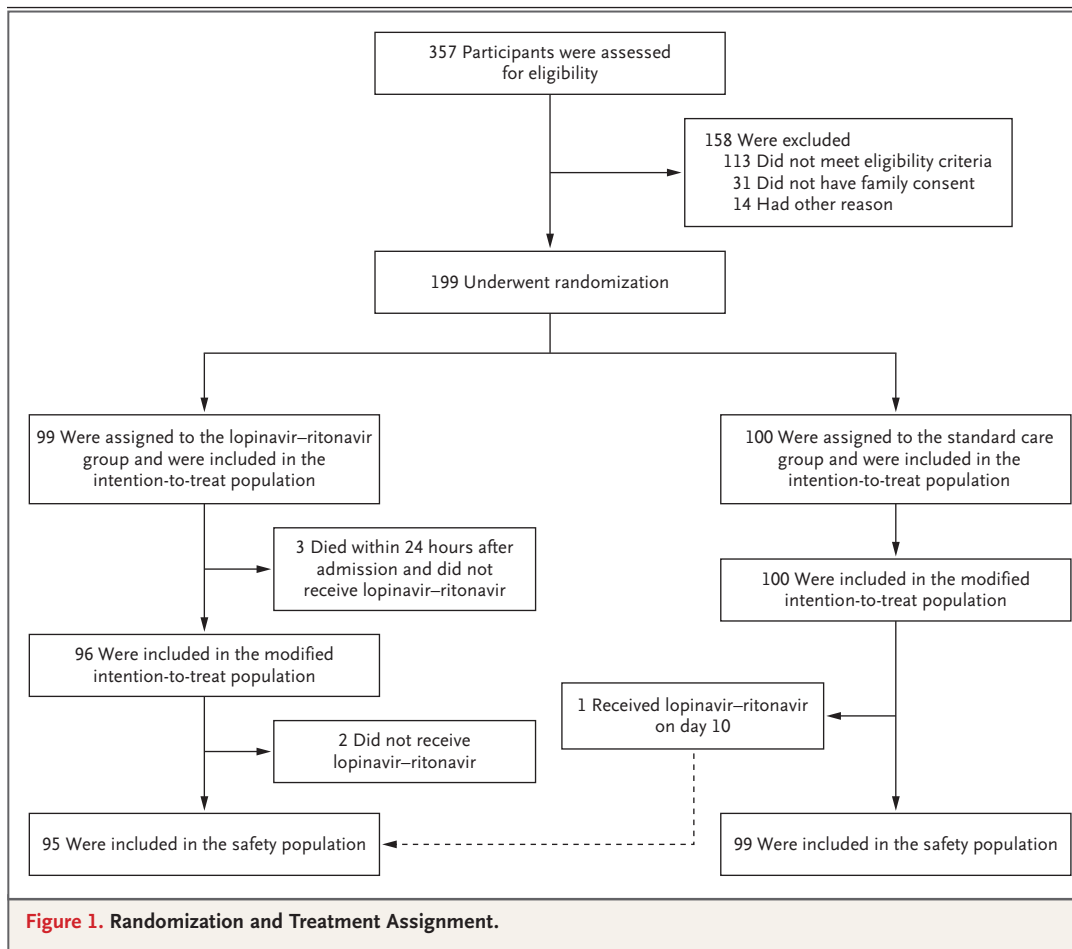 357 Participants were assessed
for eligibility
158 Were excluded
113 Did not meet eligibility criteria
31 Did not have family consent
14 Had other reason
199 Underwent randomization
99 Were assigned to the lopinavir–ritonavir
group and were included in the
intention-to-treat population
100 Were assigned to the standard care
group and were included in the
intention-to-treat population
3 Died within 24 hours after
admission and did not
receive lopinavir–ritonavir
100 Were included in the modified
intention-to-treat population
96 Were included in the modified
intention-to-treat population
1 Received lopinavir–ritonavir
on day 10
2 Did not receive
lopinavir–ritonavir
95 Were included in the safety population
99 Were included in the safety population
Figure 1. Randomization and Treatment Assignment.